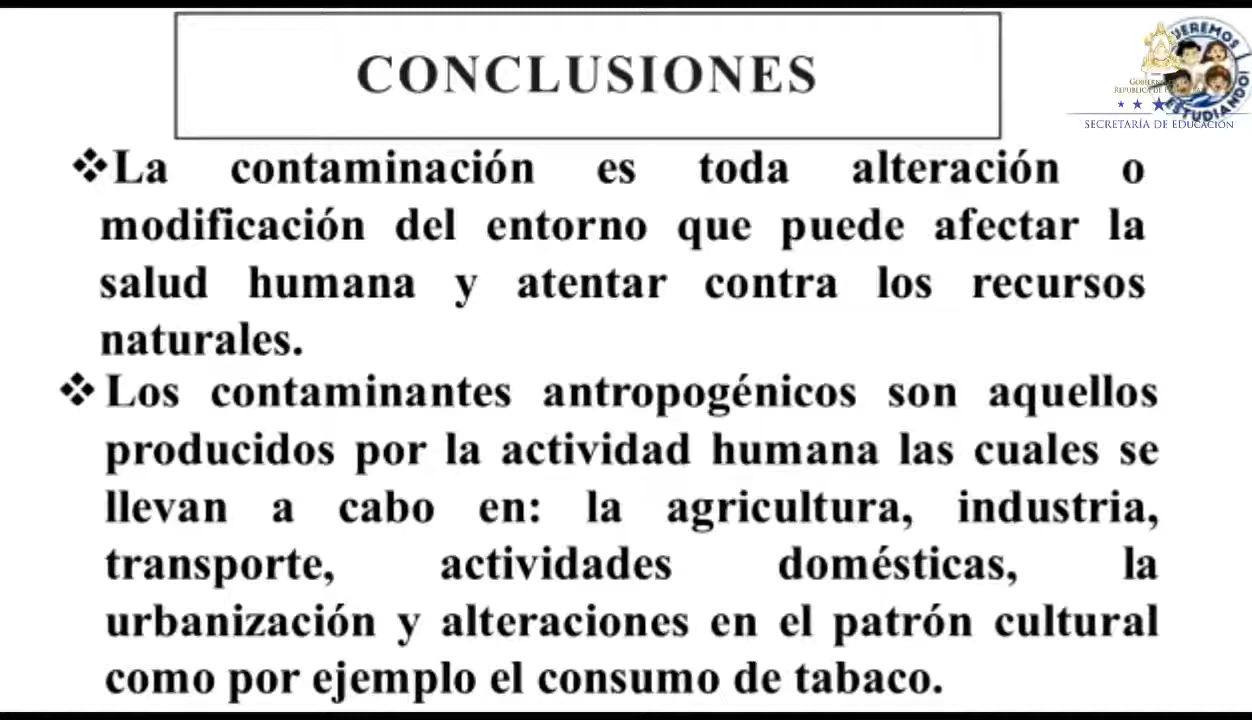 CONCLUSIONES
QUEREMOS
ESTUDIANDO!
SECRETARÍA DE EDUCACIÓN
❖La contaminación es toda alteración o
modificación del entorno que puede afectar la
salud humana y atentar contra los recursos
naturales.
❖Los contaminantes antropogénicos son aquellos
producidos por la actividad humana las cuales se
llevan a cabo en: la agricultura, industria,
transporte, actividades domésticas, la
urbanización y alteraciones en el patrón cultural
como por ejemplo el consumo de tabaco.